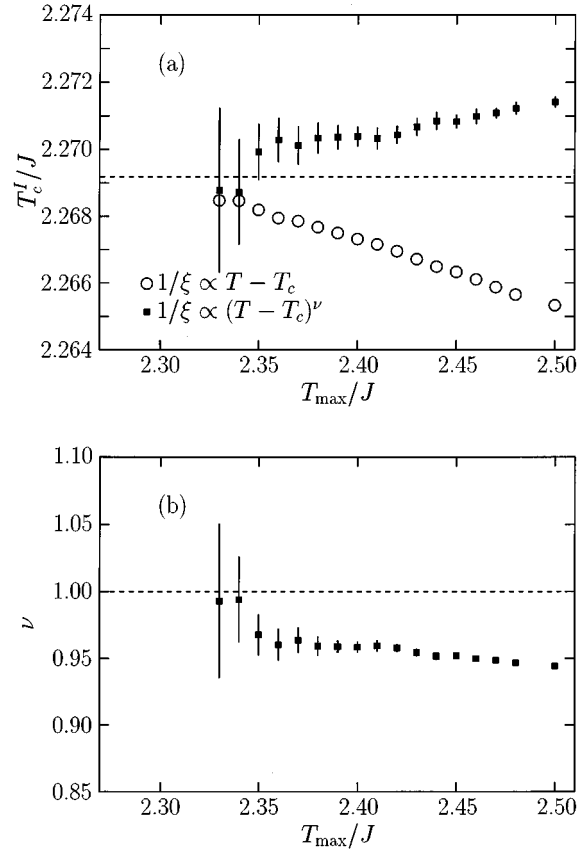 2.274
(a)
2.272
2.270
T_c^I/J
2.268
2.266
○ 1/ξ ∝ T − T_c
■ 1/ξ ∝ (T − T_c)^ν
2.264
2.30 2.35 2.40 2.45 2.50
T_max/J
1.10
(b)
1.05
1.00
ν
0.95
0.90
0.85
2.30 2.35 2.40 2.45 2.50
T_max/J